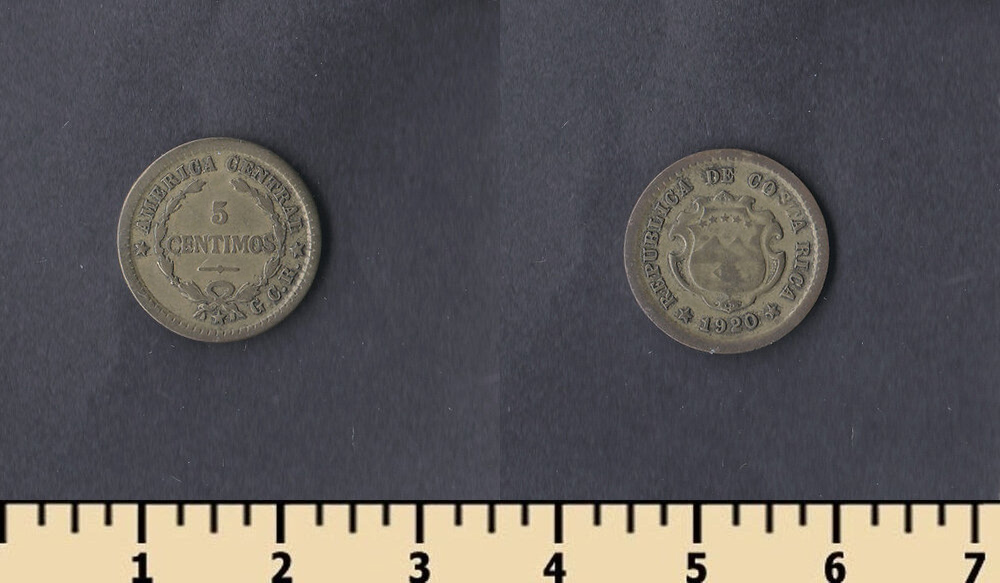 AMERICA CENTRAL
5
CENTIMOS
G.C.R.
REPUBLICA DE COSTA RICA
1920
1 2 3 4 5 6 7